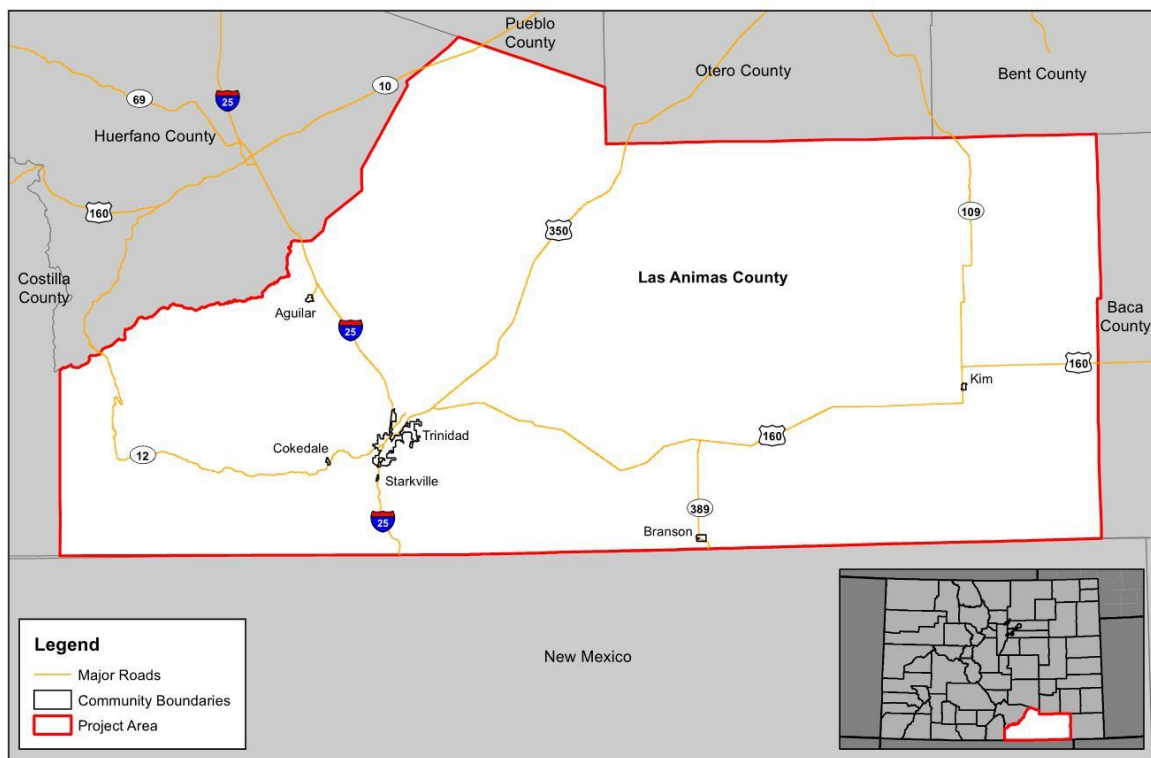 Pueblo
County
Otero County
Bent County
69
25
10
Huerfano County
160
109
350
Costilla
County
Las Animas County
Aguilar
25
Baca
County
160
Kim
Trinidad
160
Cokedale
12
Starkville
389
25
Branson
New Mexico
Legend
Major Roads
Community Boundaries
Project Area